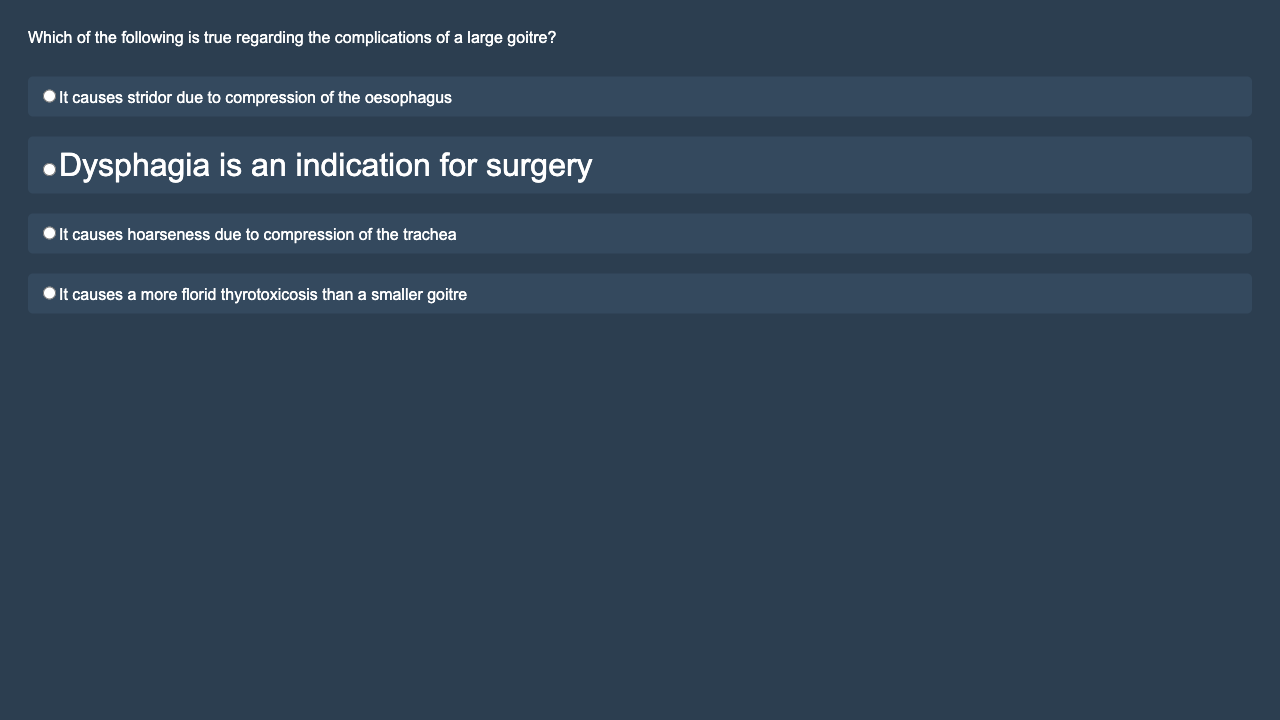 Which of the following is true regarding the complications of a large goitre?
It causes stridor due to compression of the oesophagus
Dysphagia is an indication for surgery
It causes hoarseness due to compression of the trachea
It causes a more florid thyrotoxicosis than a smaller goitre